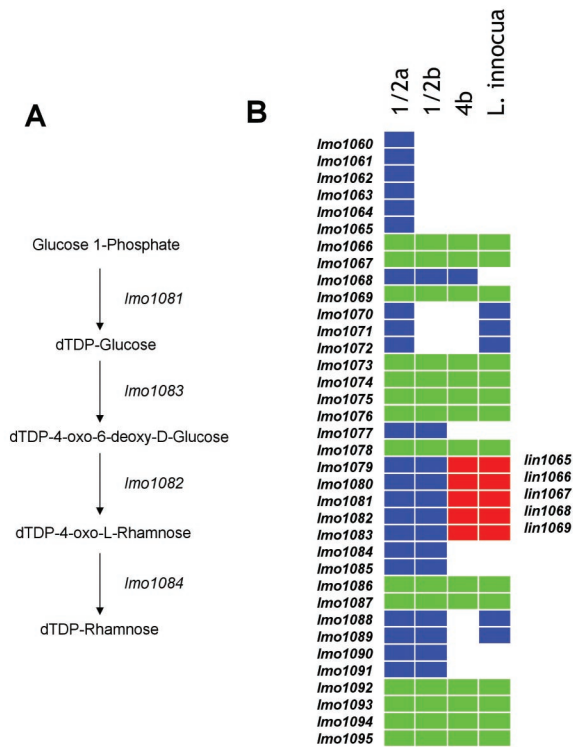 A
Glucose 1-Phosphate
lmo1081
dTDP-Glucose
lmo1083
dTDP-4-oxo-6-deoxy-D-Glucose
lmo1082
dTDP-4-oxo-L-Rhamnose
lmo1084
dTDP-Rhamnose
B
1/2a
1/2b
4b
L. innocua
lmo1060
lmo1061
lmo1062
lmo1063
lmo1064
lmo1065
lmo1066
lmo1067
lmo1068
lmo1069
lmo1070
lmo1071
lmo1072
lmo1073
lmo1074
lmo1075
lmo1076
lmo1077
lmo1078
lmo1079 lin1065
lmo1080 lin1066
lmo1081 lin1067
lmo1082 lin1068
lmo1083 lin1069
lmo1084
lmo1085
lmo1086
lmo1087
lmo1088
lmo1089
lmo1090
lmo1091
lmo1092
lmo1093
lmo1094
lmo1095